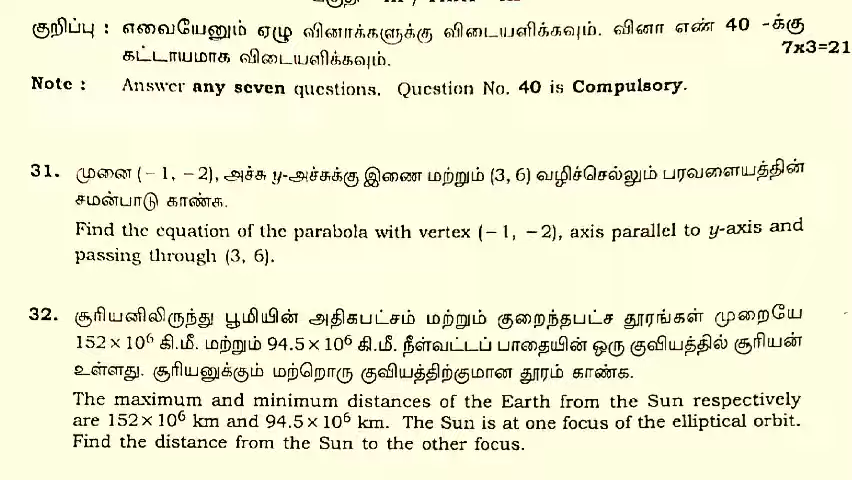 குறிப்பு : எவையேனும் ஏழு வினாக்களுக்கு விடையளிக்கவும். வினா எண் 40 -க்கு
கட்டாயமாக விடையளிக்கவும். 7x3=21
Note : Answer any seven questions. Question No. 40 is Compulsory.
31. முனை (– 1, – 2), அச்சு y-அச்சுக்கு இணை மற்றும் (3, 6) வழிச்செல்லும் பரவளையத்தின்
சமன்பாடு காண்க.
Find the equation of the parabola with vertex (– 1, – 2), axis parallel to y-axis and
passing through (3, 6).
32. சூரியனிலிருந்து பூமியின் அதிகபட்சம் மற்றும் குறைந்தபட்ச தூரங்கள் முறையே
152 × 10⁶ கி.மீ. மற்றும் 94.5 × 10⁶ கி.மீ. நீள்வட்டப் பாதையின் ஒரு குவியத்தில் சூரியன்
உள்ளது. சூரியனுக்கும் மற்றொரு குவியத்திற்குமான தூரம் காண்க.
The maximum and minimum distances of the Earth from the Sun respectively
are 152 × 10⁶ km and 94.5 × 10⁶ km. The Sun is at one focus of the elliptical orbit.
Find the distance from the Sun to the other focus.